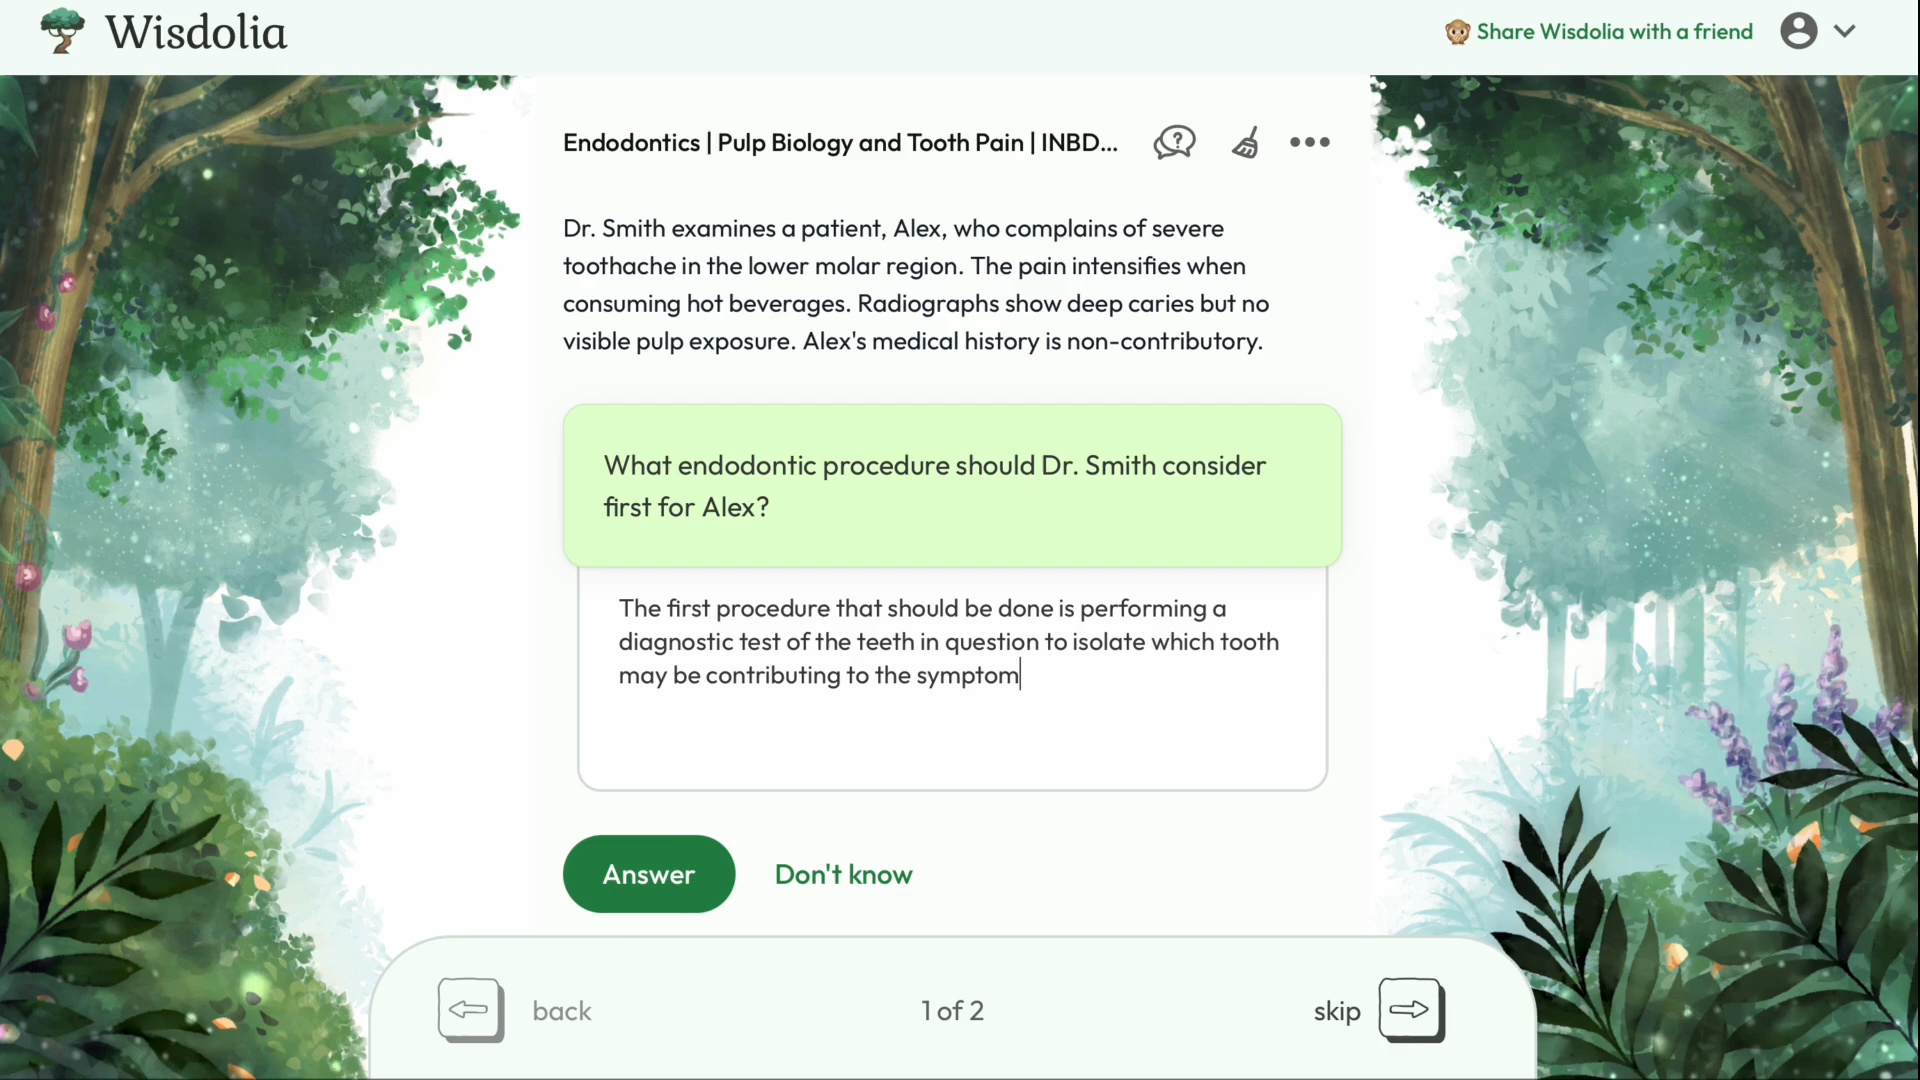 Wisdolia
Share Wisdolia with a friend
Endodontics | Pulp Biology and Tooth Pain | INBD...
Dr. Smith examines a patient, Alex, who complains of severe
toothache in the lower molar region. The pain intensifies when
consuming hot beverages. Radiographs show deep caries but no
visible pulp exposure. Alex's medical history is non-contributory.
What endodontic procedure should Dr. Smith consider
first for Alex?
The first procedure that should be done is performing a
diagnostic test of the teeth in question to isolate which tooth
may be contributing to the symptom
Answer
Don't know
back
1 of 2
skip